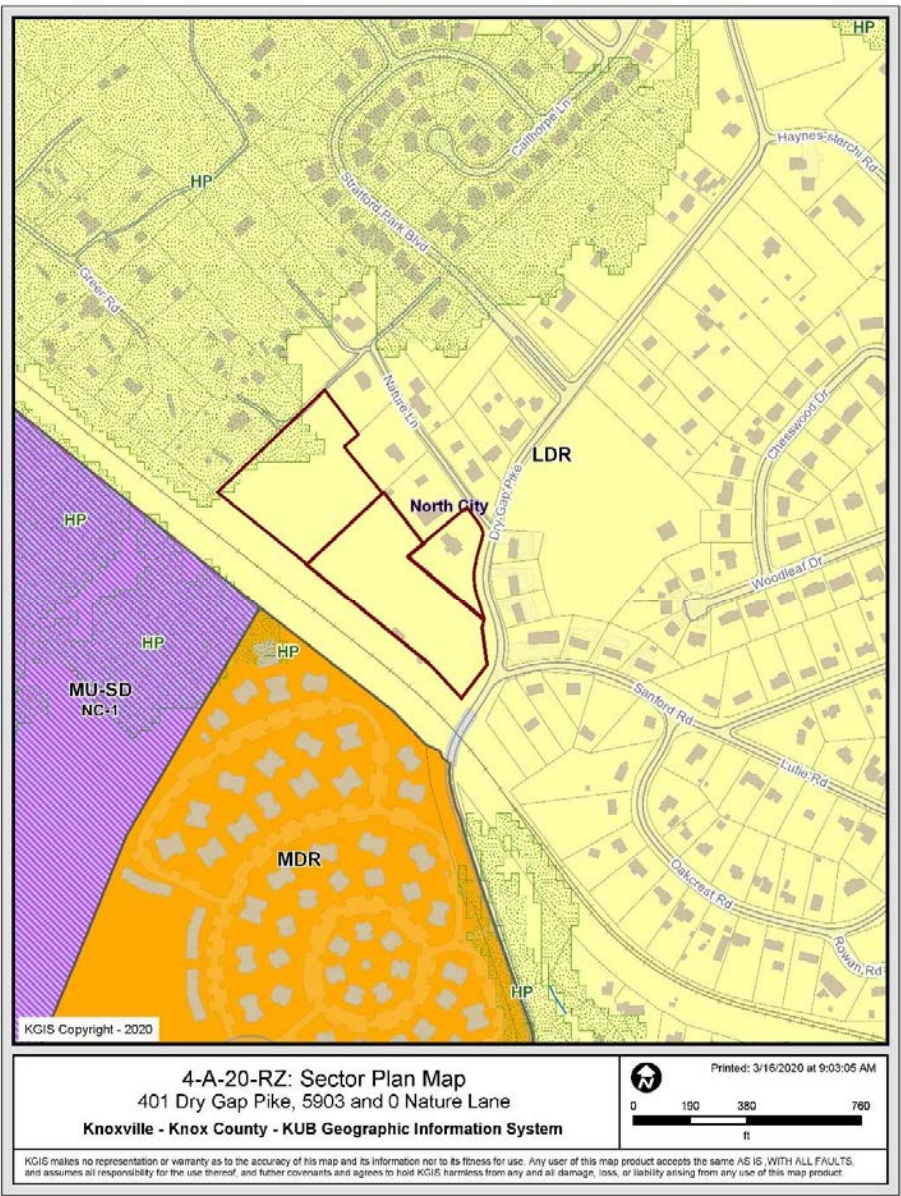 HP
Calthorpe Ln
Haynes-sterchi Rd
HP
Stratford Park Blvd
Greer Rd
Nature Ln
Chesswood Dr
LDR
Dry Gap Pike
North City
HP
Woodleaf Dr
HP
HP
MU-SD
NC-1
Sanford Rd
Lutie Rd
MDR
Oakcrest Rd
Rowan Rd
HP
KGIS Copyright - 2020
4-A-20-RZ: Sector Plan Map
401 Dry Gap Pike, 5903 and 0 Nature Lane
Knoxville - Knox County - KUB Geographic Information System
N
Printed: 3/16/2020 at 9:03:05 AM
0 190 380 760
ft
KGIS makes no representation or warranty as to the accuracy of his map and its information nor to its fitness for use. Any user of this map product accepts the same AS IS ,WITH ALL FAULTS,
and assumes all responsibility for the use thereof, and futher covenants and agrees to hold KGIS harmless from any and all damage, loss, or liability arising from any use of this map product.